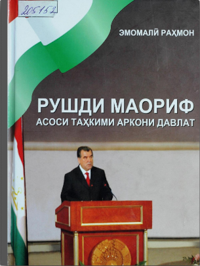 ЭМОМАЛӢ РАҲМОН
РУШДИ МАОРИФ
АСОСИ ТАҲКИМИ АРКОНИ ДАВЛАТ